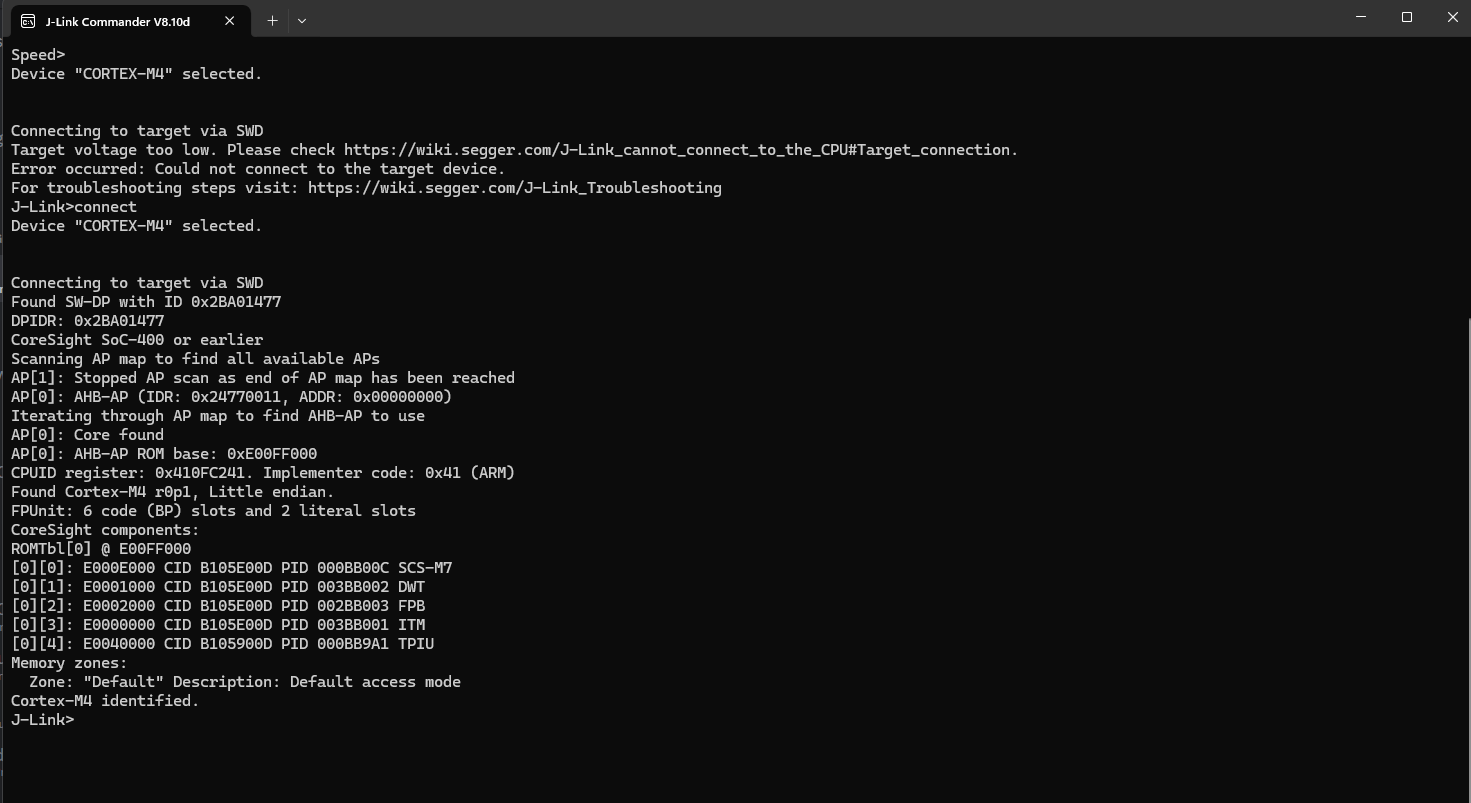 J-Link Commander V8.10d
Speed>
Device "CORTEX-M4" selected.
Connecting to target via SWD
Target voltage too low. Please check https://wiki.segger.com/J-Link_cannot_connect_to_the_CPU#Target_connection.
Error occurred: Could not connect to the target device.
For troubleshooting steps visit: https://wiki.segger.com/J-Link_Troubleshooting
J-Link>connect
Device "CORTEX-M4" selected.
Connecting to target via SWD
Found SW-DP with ID 0x2BA01477
DPIDR: 0x2BA01477
CoreSight SoC-400 or earlier
Scanning AP map to find all available APs
AP[1]: Stopped AP scan as end of AP map has been reached
AP[0]: AHB-AP (IDR: 0x24770011, ADDR: 0x00000000)
Iterating through AP map to find AHB-AP to use
AP[0]: Core found
AP[0]: AHB-AP ROM base: 0xE00FF000
CPUID register: 0x410FC241. Implementer code: 0x41 (ARM)
Found Cortex-M4 r0p1, Little endian.
FPUnit: 6 code (BP) slots and 2 literal slots
CoreSight components:
ROMTbl[0] @ E00FF000
[0][0]: E000E000 CID B105E00D PID 000BB00C SCS-M7
[0][1]: E0001000 CID B105E00D PID 003BB002 DWT
[0][2]: E0002000 CID B105E00D PID 002BB003 FPB
[0][3]: E0000000 CID B105E00D PID 003BB001 ITM
[0][4]: E0040000 CID B105900D PID 000BB9A1 TPIU
Memory zones:
  Zone: "Default" Description: Default access mode
Cortex-M4 identified.
J-Link>